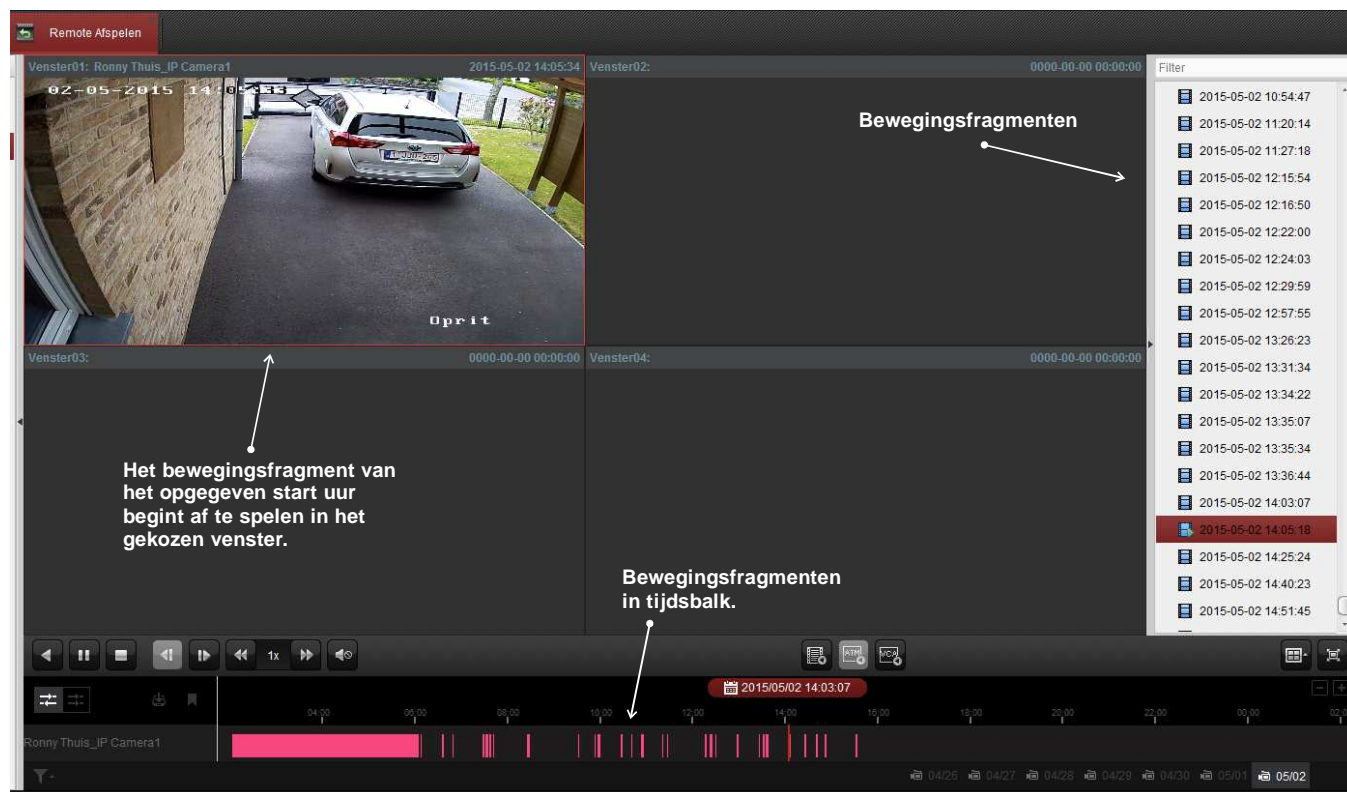 Remote Afspelen
Venster01: Ronny Thuis_IP Camera1 2015-05-02 14:05:34
Venster02: 0000-00-00 00:00:00
02-05-2015
Oprit
Venster03: 0000-00-00 00:00:00
Venster04: 0000-00-00 00:00:00
Bewegingsfragmenten
Het bewegingsfragment van
het opgegeven start uur
begint af te spelen in het
gekozen venster.
Bewegingsfragmenten
in tijdsbalk.
Filter
2015-05-02 10:54:47
2015-05-02 11:20:14
2015-05-02 11:27:18
2015-05-02 12:15:54
2015-05-02 12:16:50
2015-05-02 12:22:00
2015-05-02 12:24:03
2015-05-02 12:29:59
2015-05-02 12:57:55
2015-05-02 13:26:23
2015-05-02 13:31:34
2015-05-02 13:34:22
2015-05-02 13:35:07
2015-05-02 13:35:34
2015-05-02 13:36:44
2015-05-02 14:03:07
2015-05-02 14:05:18
2015-05-02 14:25:24
2015-05-02 14:40:23
2015-05-02 14:51:45
1x
ATM
VCA
2015/05/02 14:03:07
04:00 06:00 08:00 10:00 12:00 14:00 16:00 18:00 20:00 22:00 00:00
Ronny Thuis_IP Camera1
04/26 04/27 04/28 04/29 04/30 05/01 05/02